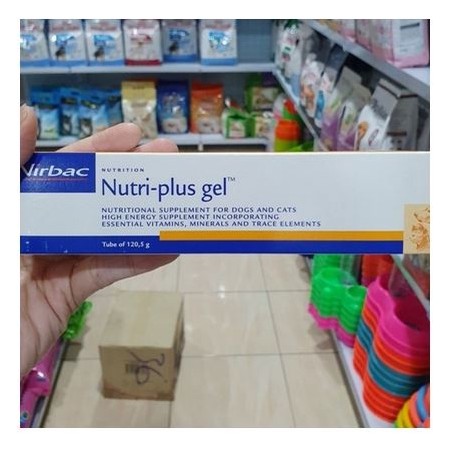 Virbac
NUTRITION
Nutri-plus gel™
NUTRITIONAL SUPPLEMENT FOR DOGS AND CATS
HIGH ENERGY SUPPLEMENT INCORPORATING
ESSENTIAL VITAMINS, MINERALS AND TRACE ELEMENTS
Tube of 120,5 g